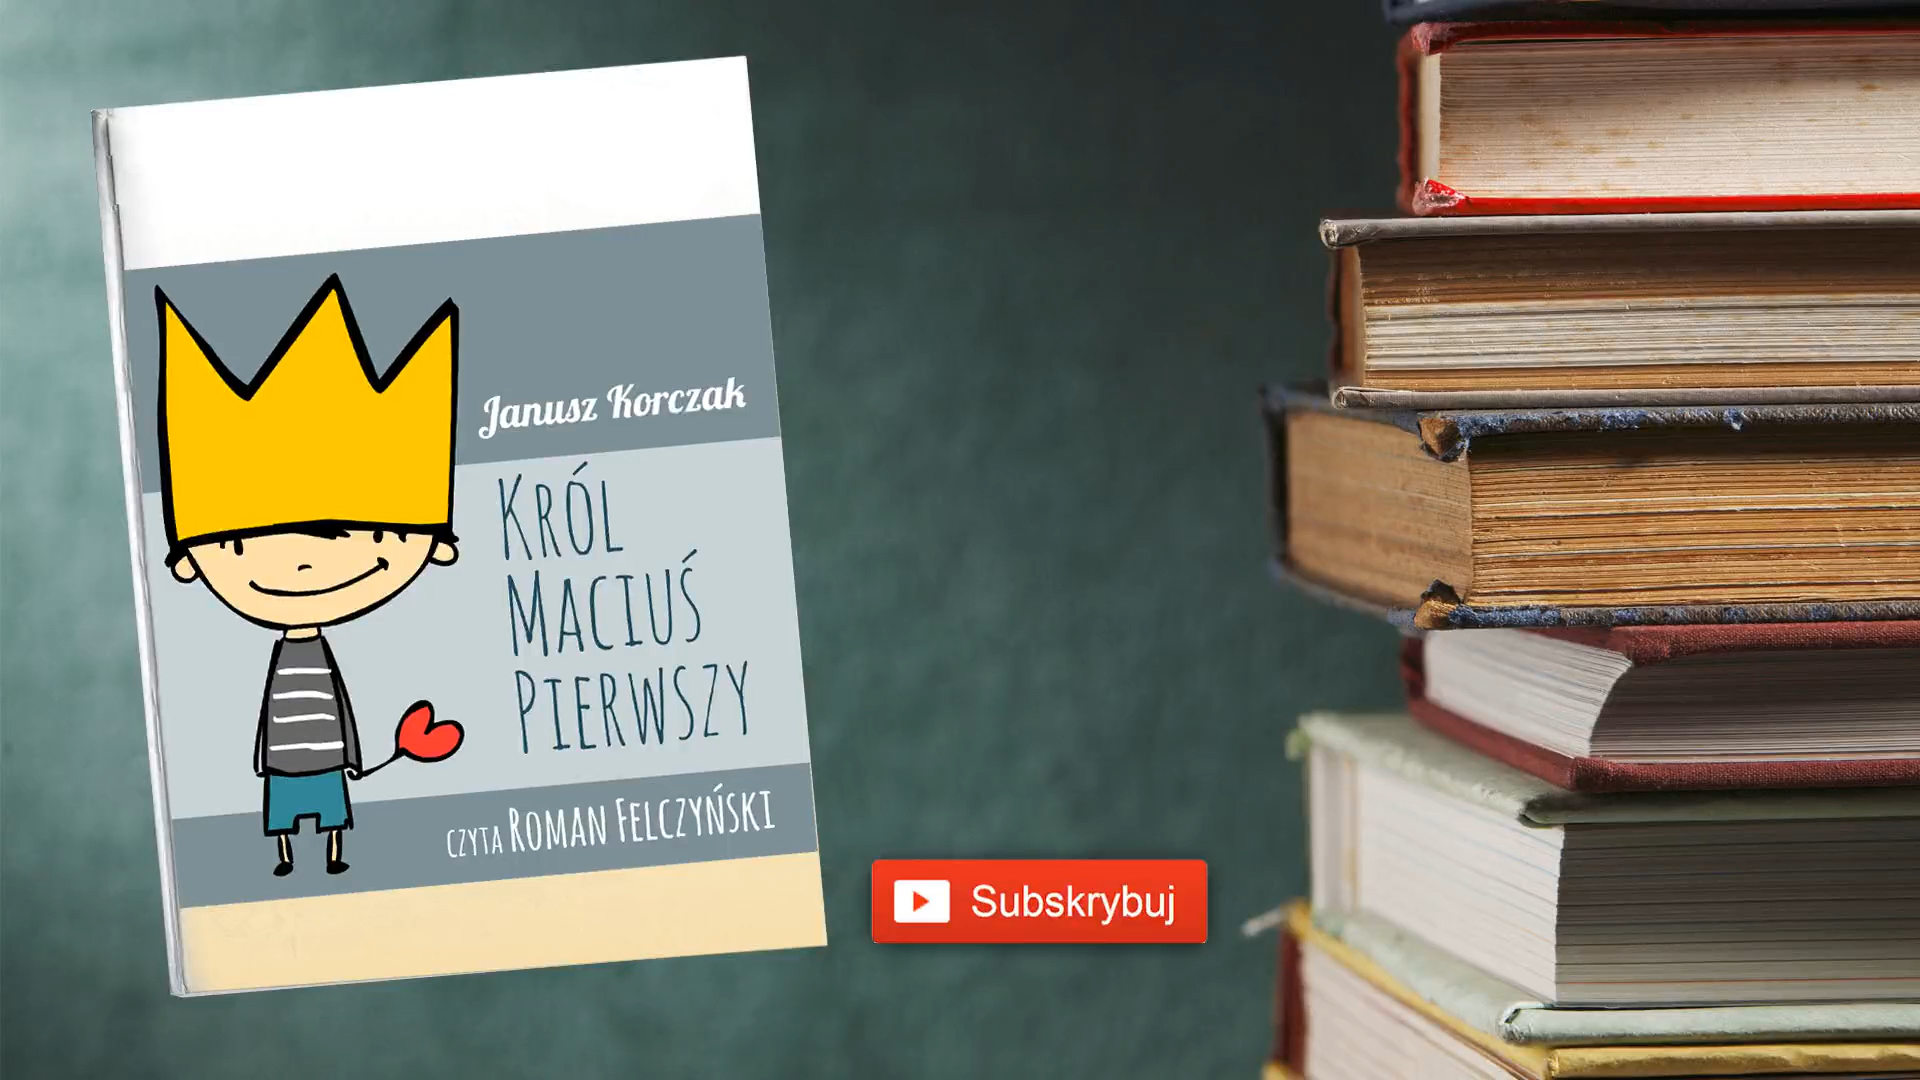 Janusz Korczak
Król
Maciuś
Pierwszy
czyta Roman Felczyński
Subskrybuj